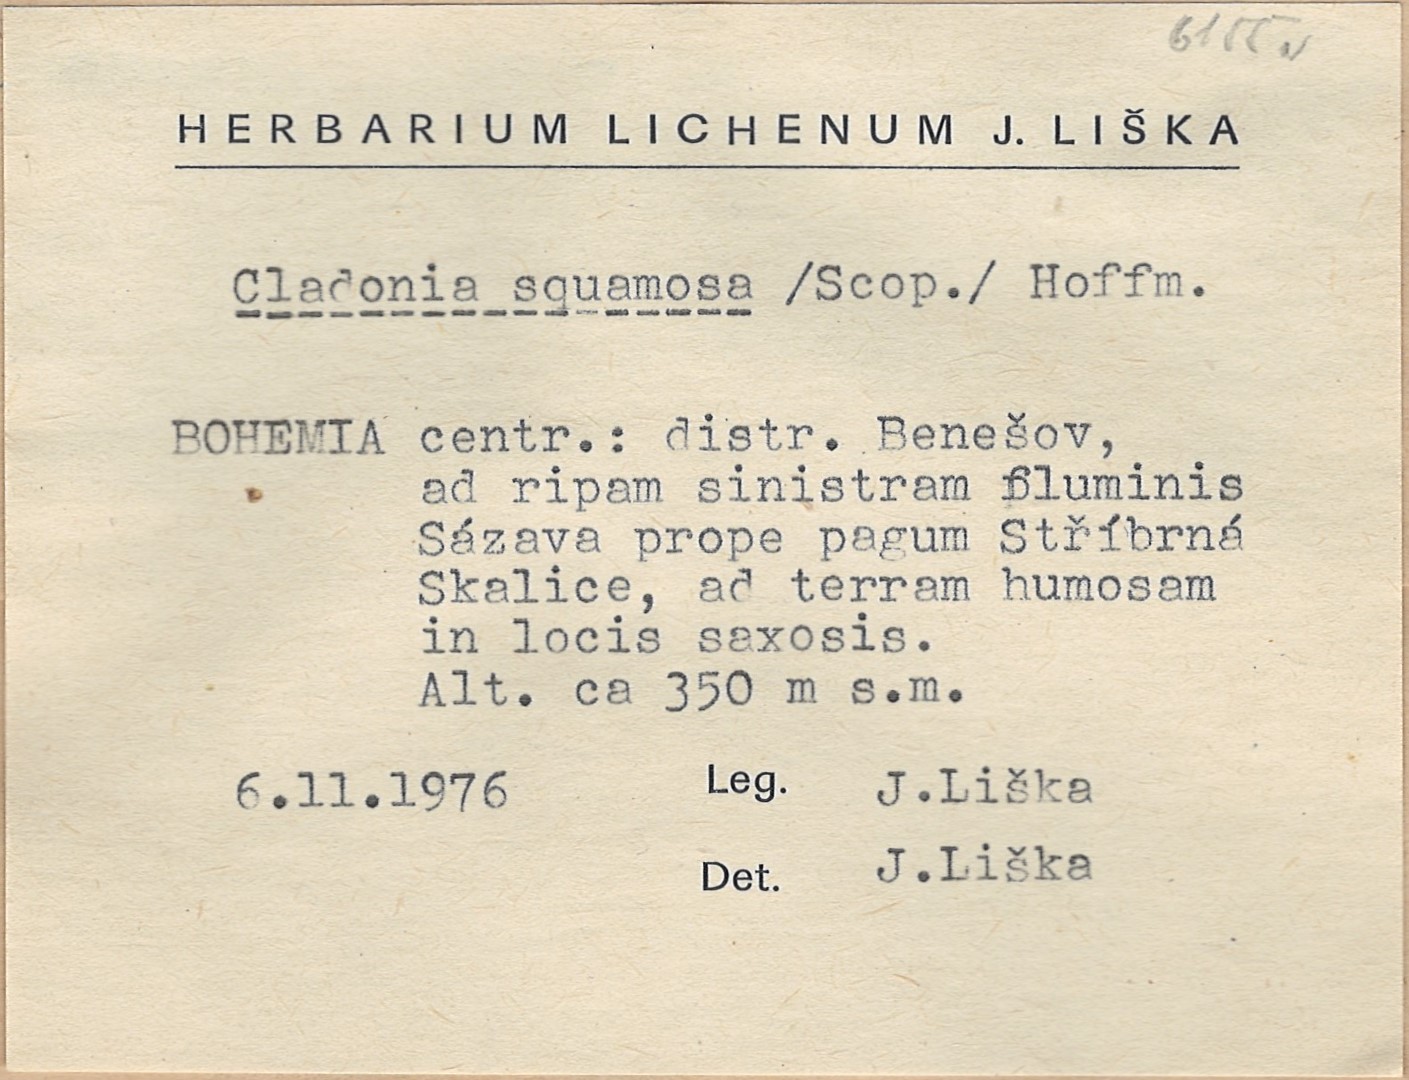 HERBARIUM LICHENUM J. LIŠKA
Cladonia squamosa /Scop./ Hoffm.
BOHEMIA centr.: distr. Benešov,
ad ripam sinistram fluminis
Sázava prope pagum Stříbrná
Skalice, ad terram humosam
in locis saxosis.
Alt. ca 350 m s.m.
6.11.1976 Leg. J.Liška
Det. J.Liška